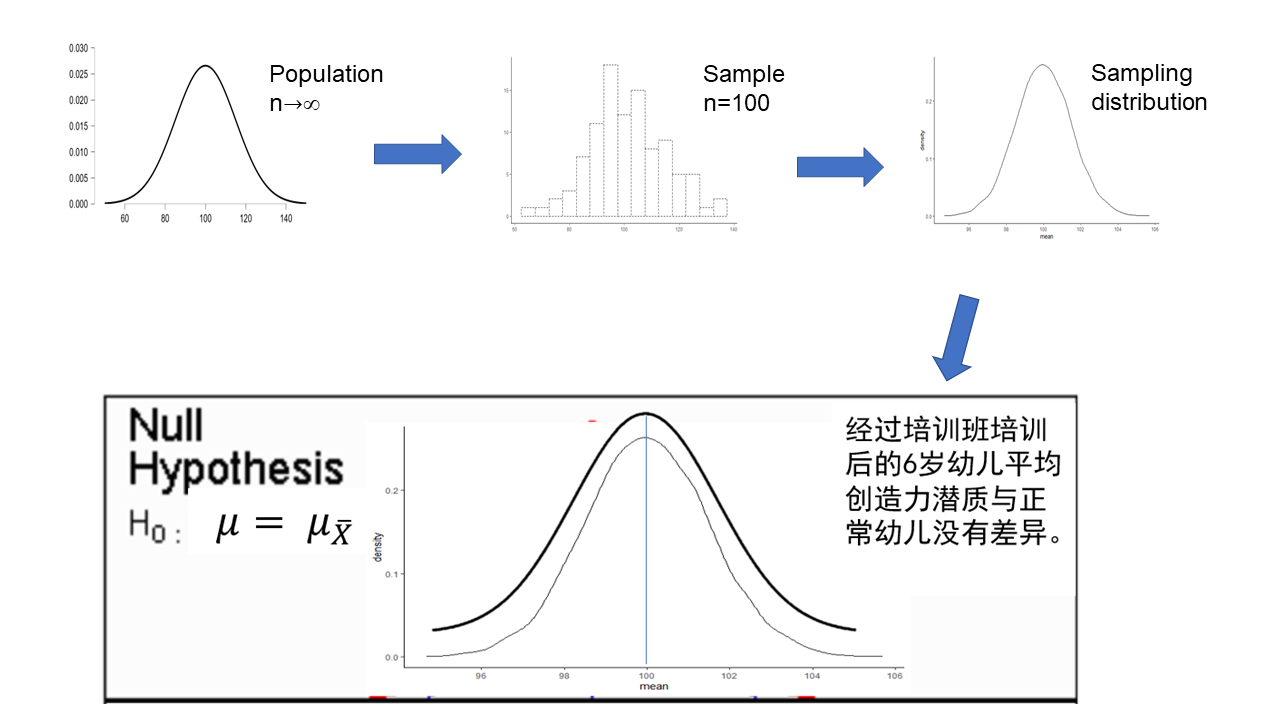 Population
n→∞
0.030
0.025
0.020
0.015
0.010
0.005
0.000
60 80 100 120 140
Sample
n=100
15
10
5
0
60 80 100 120 140
Sampling
distribution
density
0.2
0.1
0.0
96 98 100 102 104 106
mean
Null
Hypothesis
H0 : μ = μX̄
density
0.2
0.1
0.0
96 98 100 102 104 106
mean
经过培训班培训
后的6岁幼儿平均
创造力潜质与正
常幼儿没有差异。